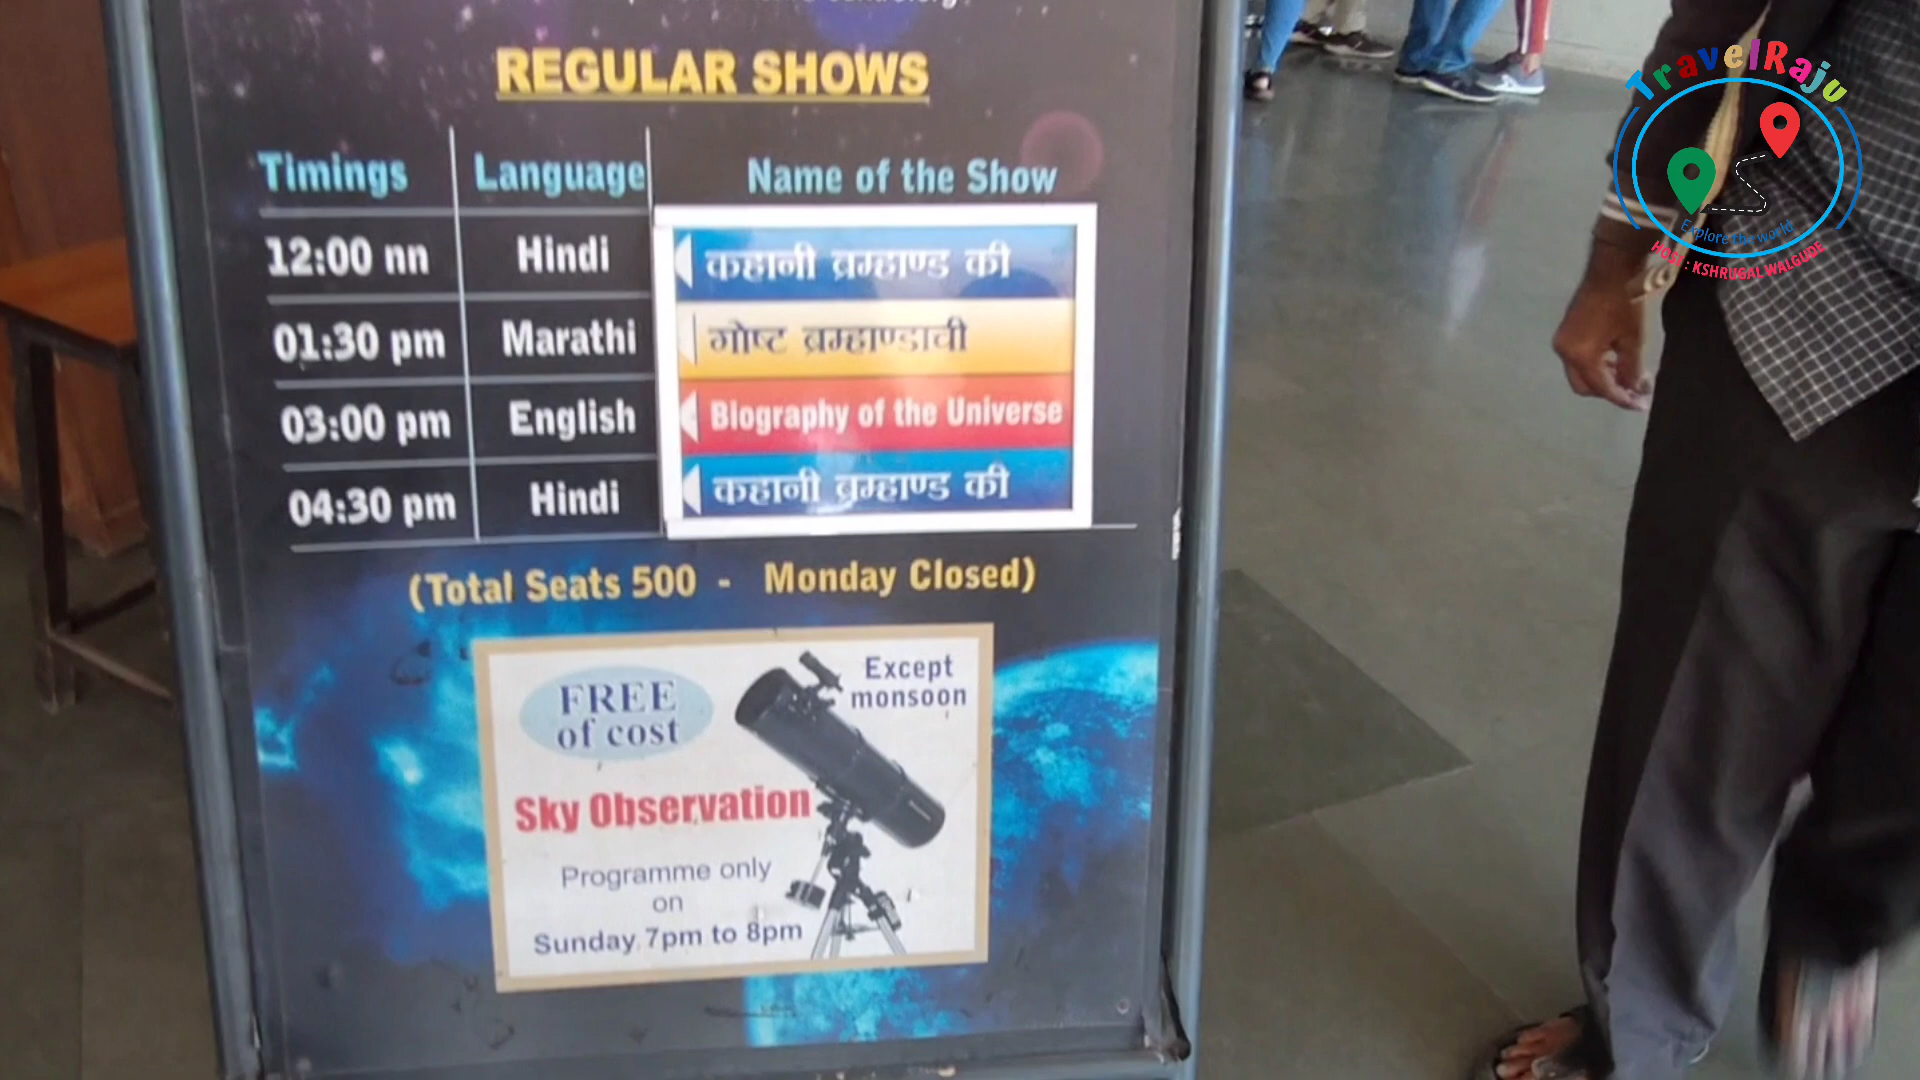 REGULAR SHOWS
Timings Language Name of the Show
12:00 nn Hindi कहानी ब्रम्हाण्ड की
01:30 pm Marathi गोष्ट ब्रम्हाण्डाची
03:00 pm English Biography of the Universe
04:30 pm Hindi कहानी ब्रम्हाण्ड की
(Total Seats 500 - Monday Closed)
FREE
of cost
Except
monsoon
Sky Observation
Programme only
on
Sunday 7pm to 8pm
TravelRaju
Explore the world
HOST : KSHRUGAL WALGUDE